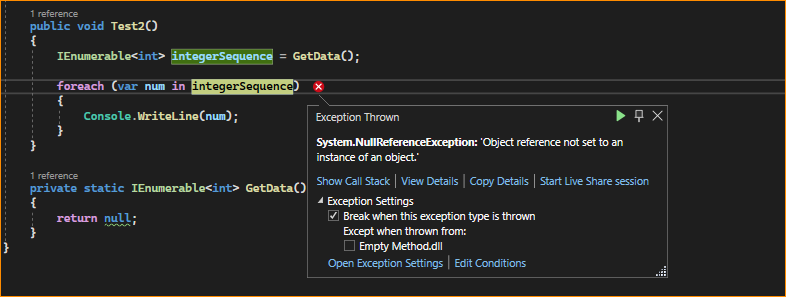 1 reference
public void Test2()
{
IEnumerable<int> integerSequence = GetData();
foreach (var num in integerSequence)
{
Console.WriteLine(num);
}
}
1 reference
private static IEnumerable<int> GetData()
{
return null;
}
}
Exception Thrown
System.NullReferenceException: 'Object reference not set to an
instance of an object.'
Show Call Stack | View Details | Copy Details | Start Live Share session
Exception Settings
Break when this exception type is thrown
Except when thrown from:
Empty Method.dll
Open Exception Settings | Edit Conditions